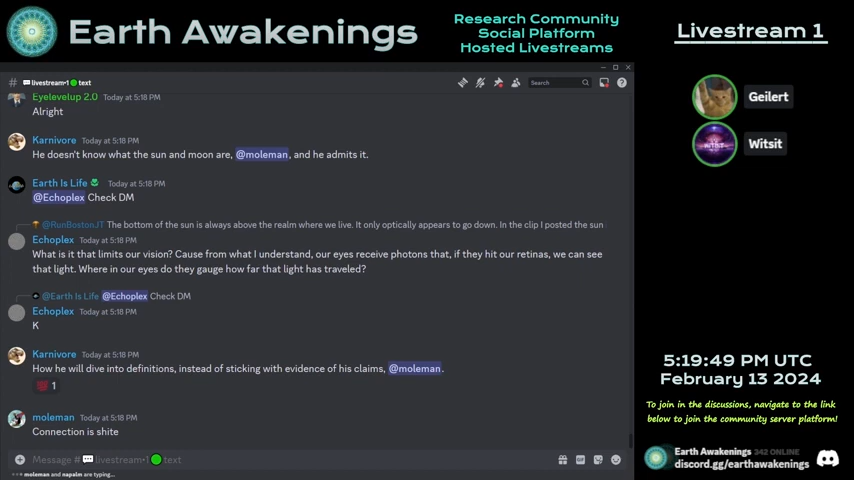 Earth Awakenings
Research Community
Social Platform
Hosted Livestreams
Livestream 1
# livestream•1 text
Search
Eyelevelup 2.0 Today at 5:18 PM
Alright
Karnivore Today at 5:18 PM
He doesn't know what the sun and moon are, @moleman, and he admits it.
Earth Is Life Today at 5:18 PM
@Echoplex Check DM
@RunBostonJT The bottom of the sun is always above the realm where we live. It only optically appears to go down. In the clip I posted the sun
Echoplex Today at 5:18 PM
What is it that limits our vision? Cause from what I understand, our eyes receive photons that, if they hit our retinas, we can see
that light. Where in our eyes do they gauge how far that light has traveled?
@Earth Is Life @Echoplex Check DM
Echoplex Today at 5:18 PM
K
Karnivore Today at 5:18 PM
How he will dive into definitions, instead of sticking with evidence of his claims, @moleman.
1
moleman Today at 5:18 PM
Connection is shite
Message # livestream•1 text
GIF
moleman and napalm are typing...
Geilert
Witsit
5:19:49 PM UTC
February 13 2024
To join in the discussions, navigate to the link
below to join the community server platform!
Earth Awakenings 342 ONLINE
discord.gg/earthawakenings